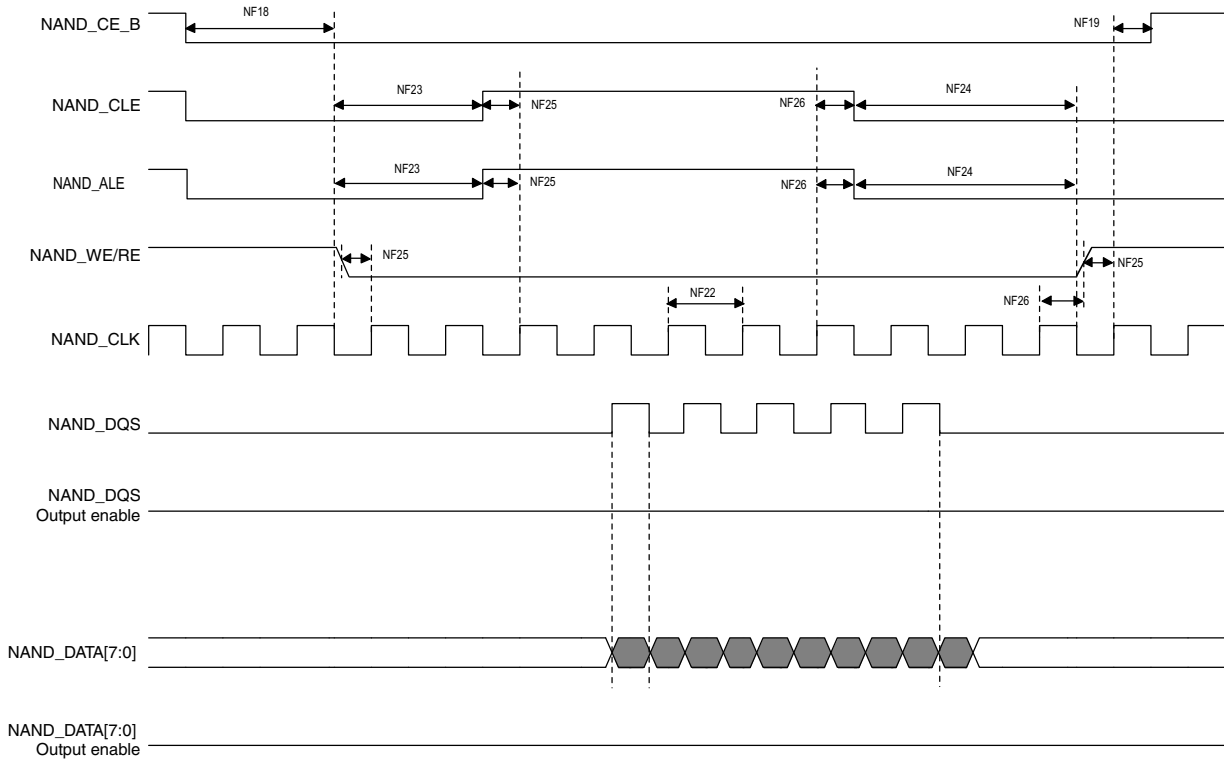 NAND_CE_B
NF18
NF19
NAND_CLE
NF23
NF25
NF26
NF24
NAND_ALE
NF23
NF25
NF26
NF24
NAND_WE/RE
NF25
NF25
NF22
NF26
NAND_CLK
NAND_DQS
NAND_DQS
Output enable
NAND_DATA[7:0]
NAND_DATA[7:0]
Output enable